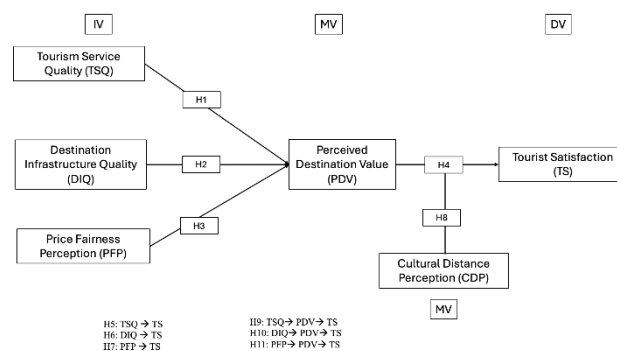 IV
MV
DV
Tourism Service
Quality (TSQ)
H1
Destination
Infrastructure Quality
(DIQ)
H2
Perceived
Destination Value
(PDV)
H4
Tourist Satisfaction
(TS)
H3
H8
Price Fairness
Perception (PFP)
Cultural Distance
Perception (CDP)
MV
H5: TSQ → TS
H6: DIQ → TS
H7: PFP → TS
H9: TSQ→ PDV→ TS
H10: DIQ→ PDV→ TS
H11: PFP→ PDV→ TS